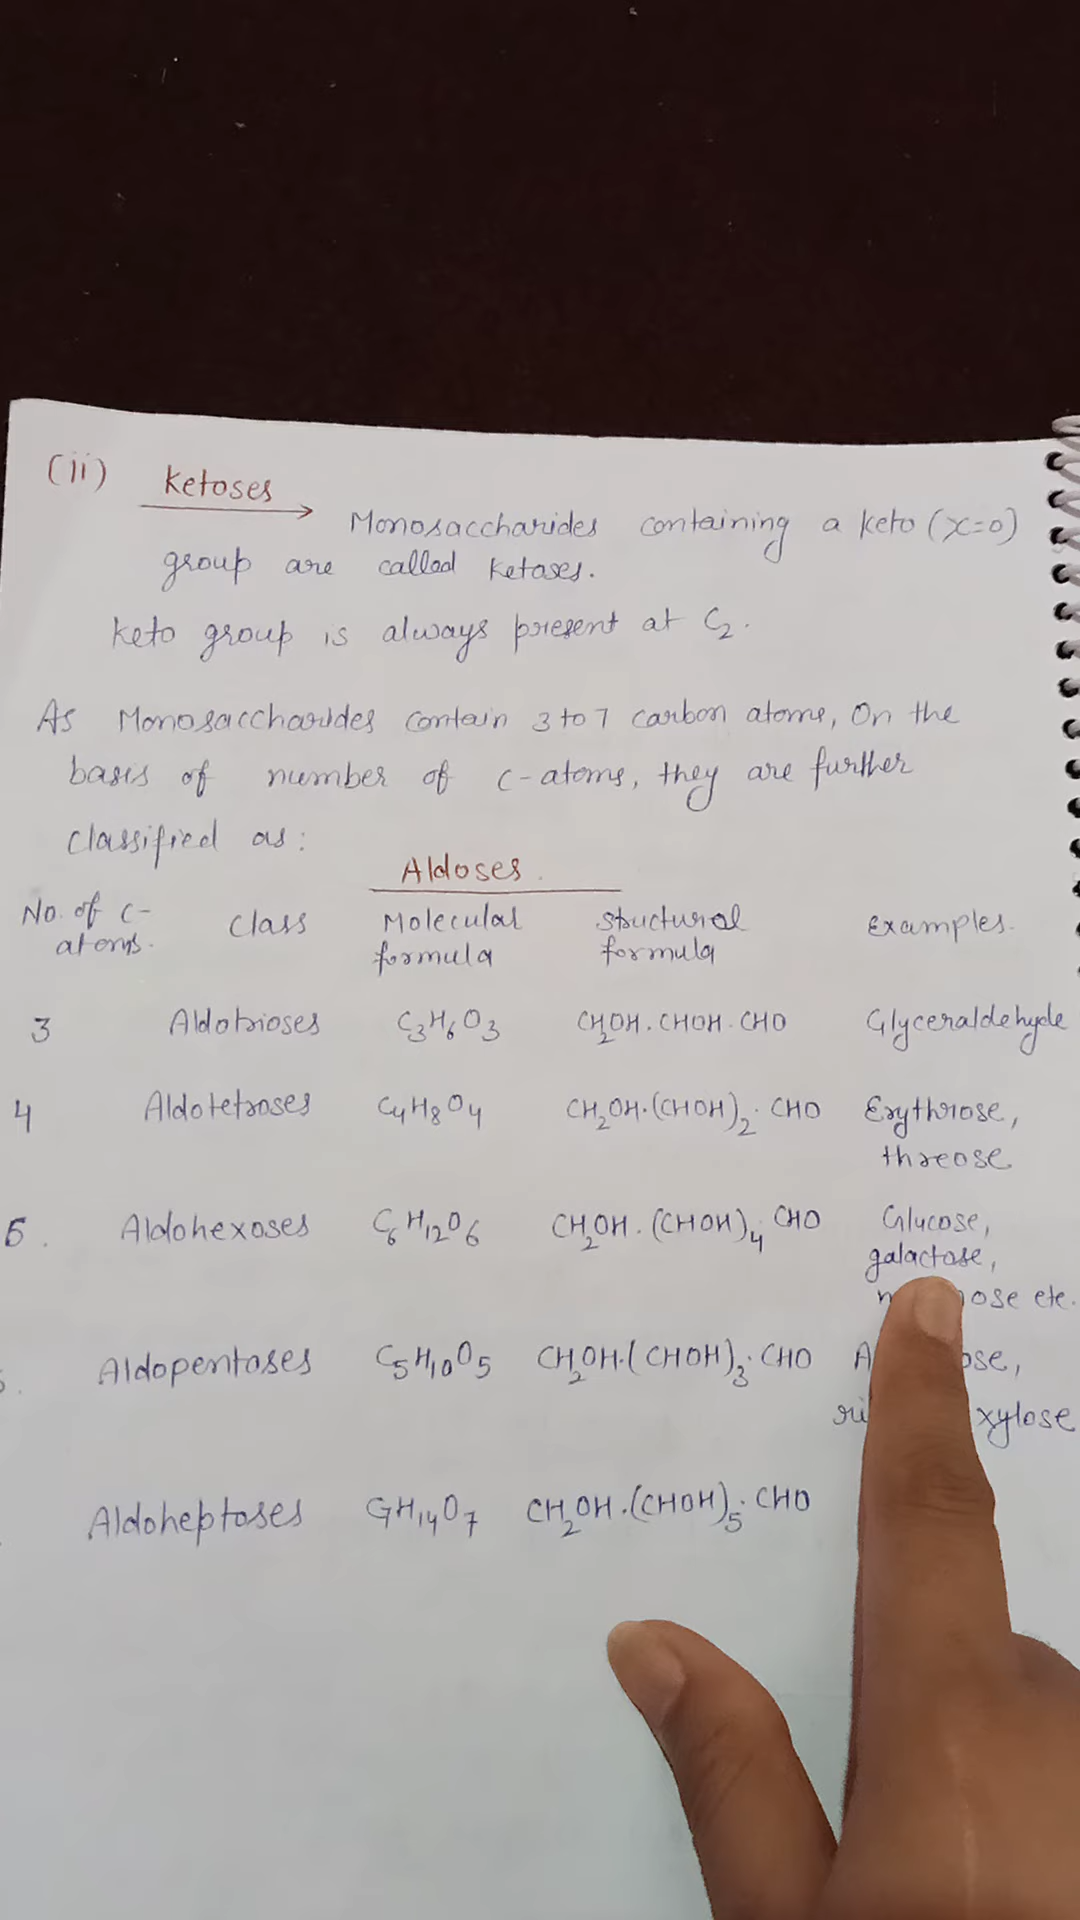 (ii) Ketoses
Monosaccharides containing a keto (x=0)
group are called Ketoses.
Keto group is always present at C₂.
As Monosaccharides contain 3 to 7 carbon atoms, On the
basis of number of C-atoms, they are further
classified as:
Aldoses.
No. of C-atoms. Class Molecular formula Structural formula Examples.
3 Aldotrioses C₃H₆O₃ CH₂OH.CHOH.CHO Glyceraldehyde
4 Aldotetroses C₄H₈O₄ CH₂OH.(CHOH)₂.CHO Erythrose,
threose
5. Aldohexoses C₆H₁₂O₆ CH₂OH.(CHOH)₄ CHO Glucose,
galactose,
etc.
Aldopentoses C₅H₁₀O₅ CH₂OH.(CHOH)₃.CHO
xylose
Aldoheptoses C₇H₁₄O₇ CH₂OH.(CHOH)₅.CHO